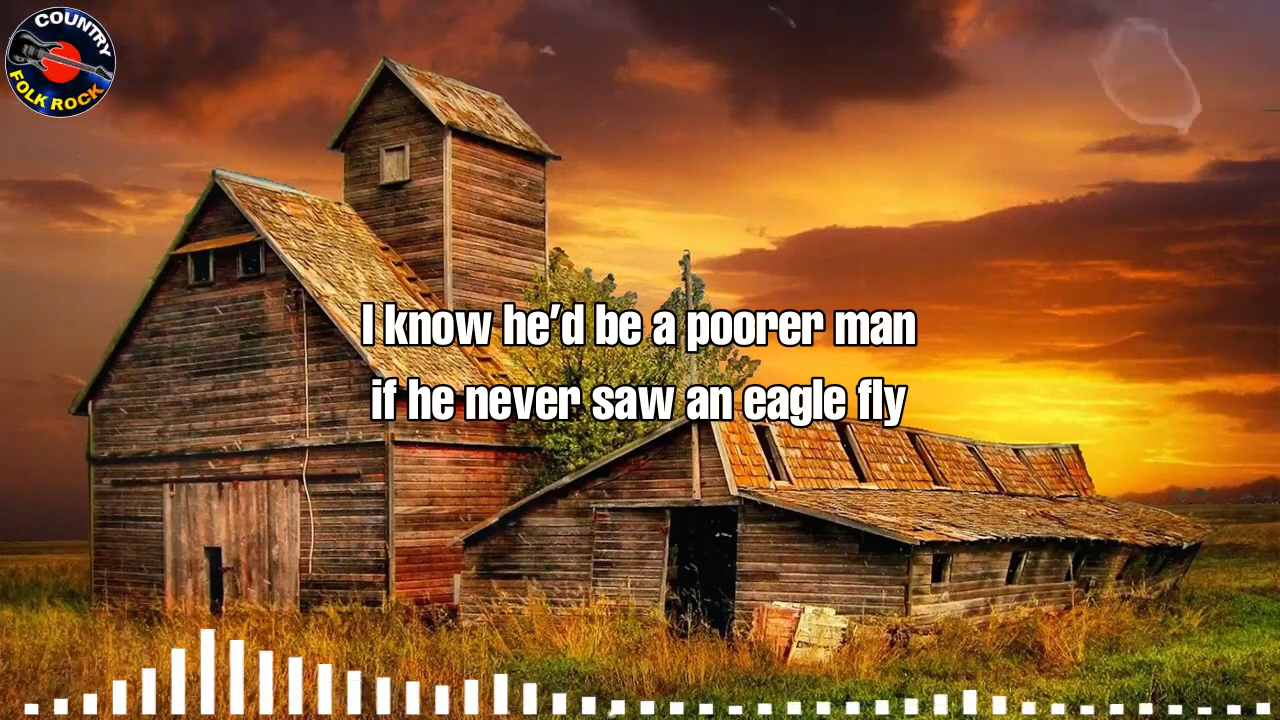 COUNTRY
FOLK ROCK
I know he'd be a poorer man
if he never saw an eagle fly